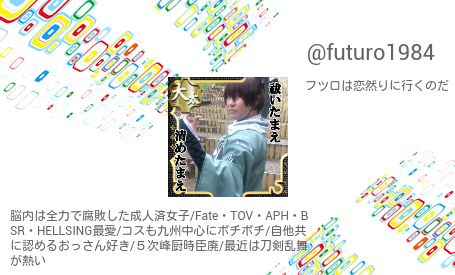 @futuro1984
フツロは恋然りに行くのだ
大
敬いたまえ
清めたまえ
脳内は全力で腐敗した成人済女子/Fate・TOV・APH・B
SR・HELLSING最愛/コスも九州中心にボチボチ/自他共
に認めるおっさん好き/５次峰厨時臣廃/最近は刀剣乱舞
が熱い